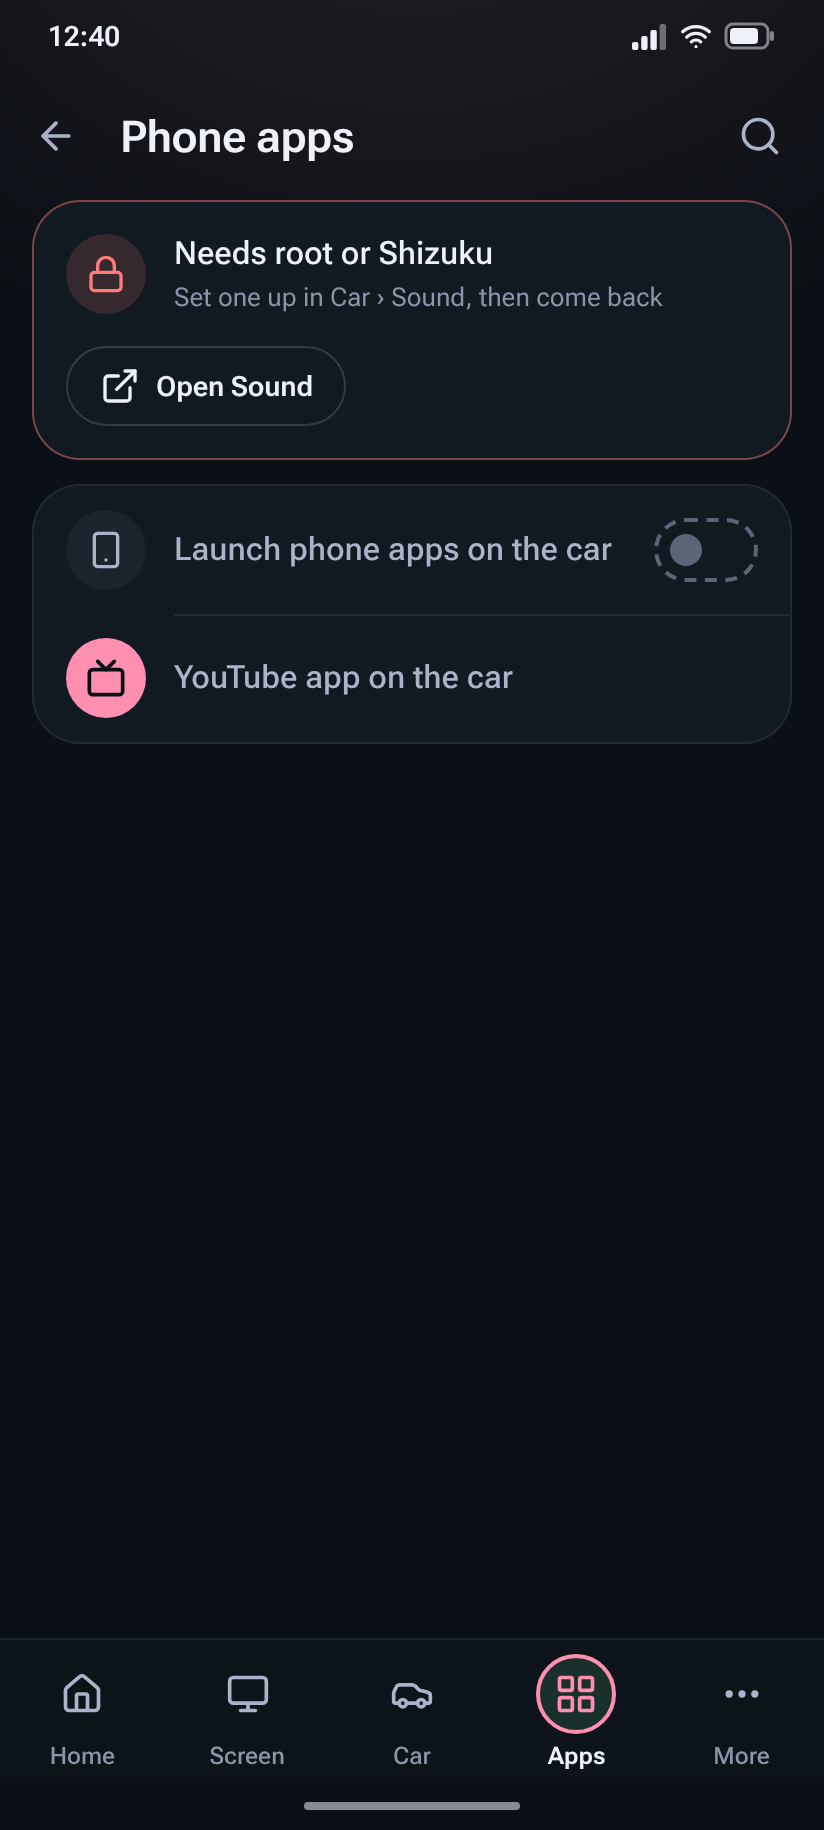 12:40
Phone apps
Needs root or Shizuku
Set one up in Car › Sound, then come back
Open Sound
Launch phone apps on the car
YouTube app on the car
Home
Screen
Car
Apps
More